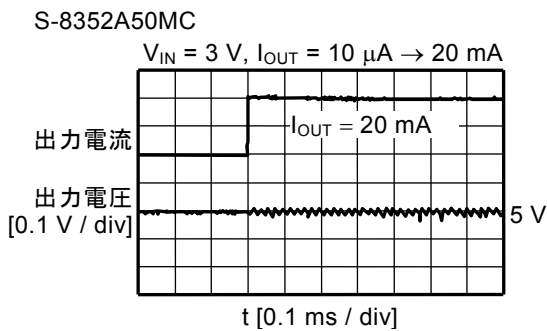 S-8352A50MC
V_IN = 3 V, I_OUT = 10 μA → 20 mA
I_OUT = 20 mA
出力電流
出力電圧
[0.1 V / div]
5 V
t [0.1 ms / div]